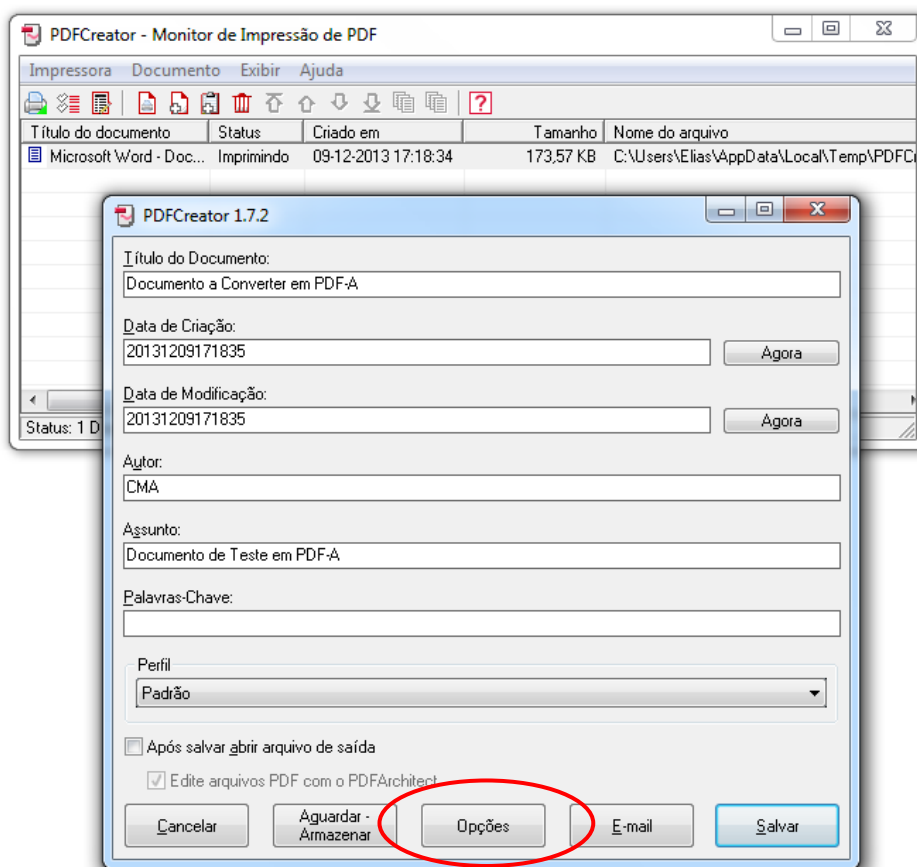 PDFCreator - Monitor de Impressão de PDF
Impressora Documento Exibir Ajuda
Título do documento Status Criado em Tamanho Nome do arquivo
Microsoft Word - Doc... Imprimindo 09-12-2013 17:18:34 173,57 KB C:\Users\Elias\AppData\Local\Temp\PDFCr
PDFCreator 1.7.2
Título do Documento:
Documento a Converter em PDF-A
Data de Criação:
20131209171835
Agora
Data de Modificação:
20131209171835
Agora
Status: 1 D
Autor:
CMA
Assunto:
Documento de Teste em PDF-A
Palavras-Chave:
Perfil
Padrão
Após salvar abrir arquivo de saída
Edite arquivos PDF com o PDFArchitect
Cancelar
Aguardar -
Armazenar
Opções
E-mail
Salvar